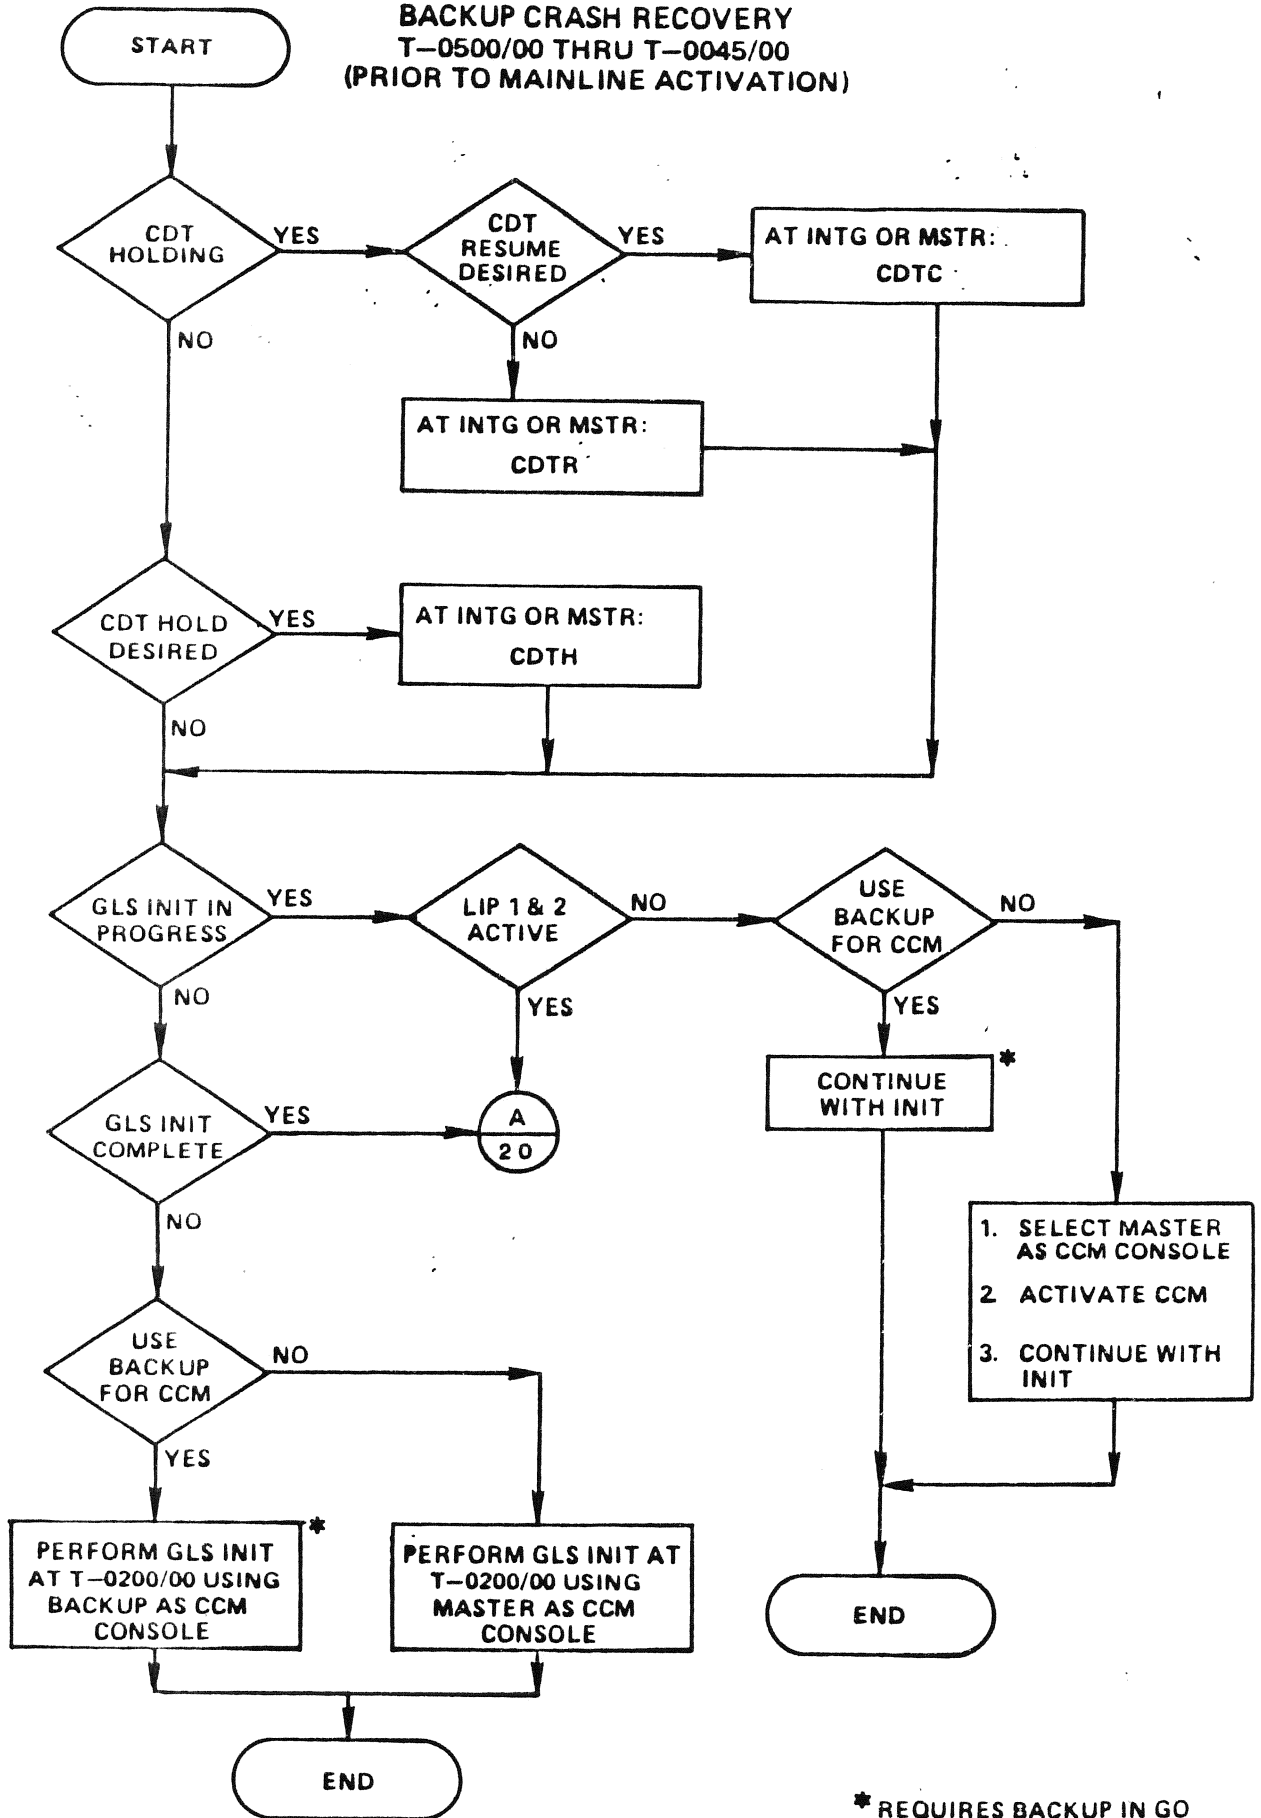 BACKUP CRASH RECOVERY
T—0500/00 THRU T—0045/00
(PRIOR TO MAINLINE ACTIVATION)
START
CDT
HOLDING
YES
NO
CDT
RESUME
DESIRED
YES
NO
AT INTG OR MSTR:
CDTC
AT INTG OR MSTR:
CDTR
CDT HOLD
DESIRED
YES
NO
AT INTG OR MSTR:
CDTH
GLS INIT IN
PROGRESS
YES
NO
LIP 1 & 2
ACTIVE
NO
YES
USE
BACKUP
FOR CCM
NO
YES
CONTINUE
WITH INIT
*
GLS INIT
COMPLETE
YES
NO
A
20
1. SELECT MASTER
AS CCM CONSOLE
2 ACTIVATE CCM
3. CONTINUE WITH
INIT
USE
BACKUP
FOR CCM
NO
YES
PERFORM GLS INIT
AT T—0200/00 USING
BACKUP AS CCM
CONSOLE
*
PERFORM GLS INIT AT
T—0200/00 USING
MASTER AS CCM
CONSOLE
END
END
* REQUIRES BACKUP IN GO